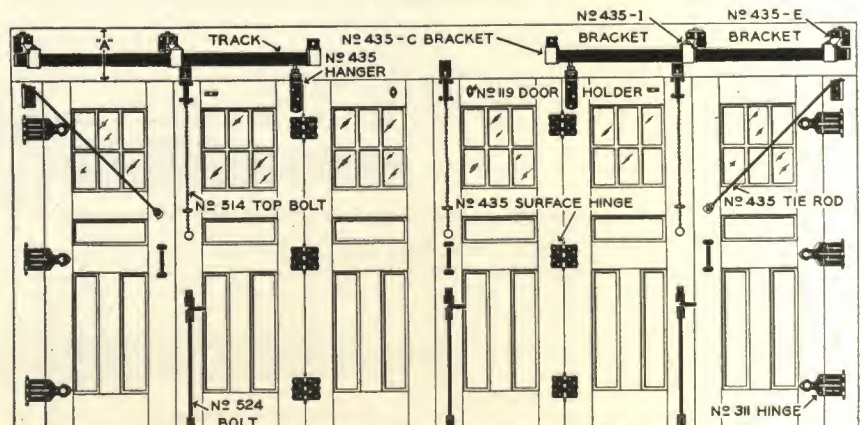 "A"
TRACK
Nº 435
HANGER
Nº 435-C BRACKET
Nº 435-I
BRACKET
Nº 435-E
BRACKET
Nº 119 DOOR HOLDER
Nº 514 TOP BOLT
Nº 435 SURFACE HINGE
Nº 435 TIE ROD
Nº 524
BOLT
Nº 311 HINGE